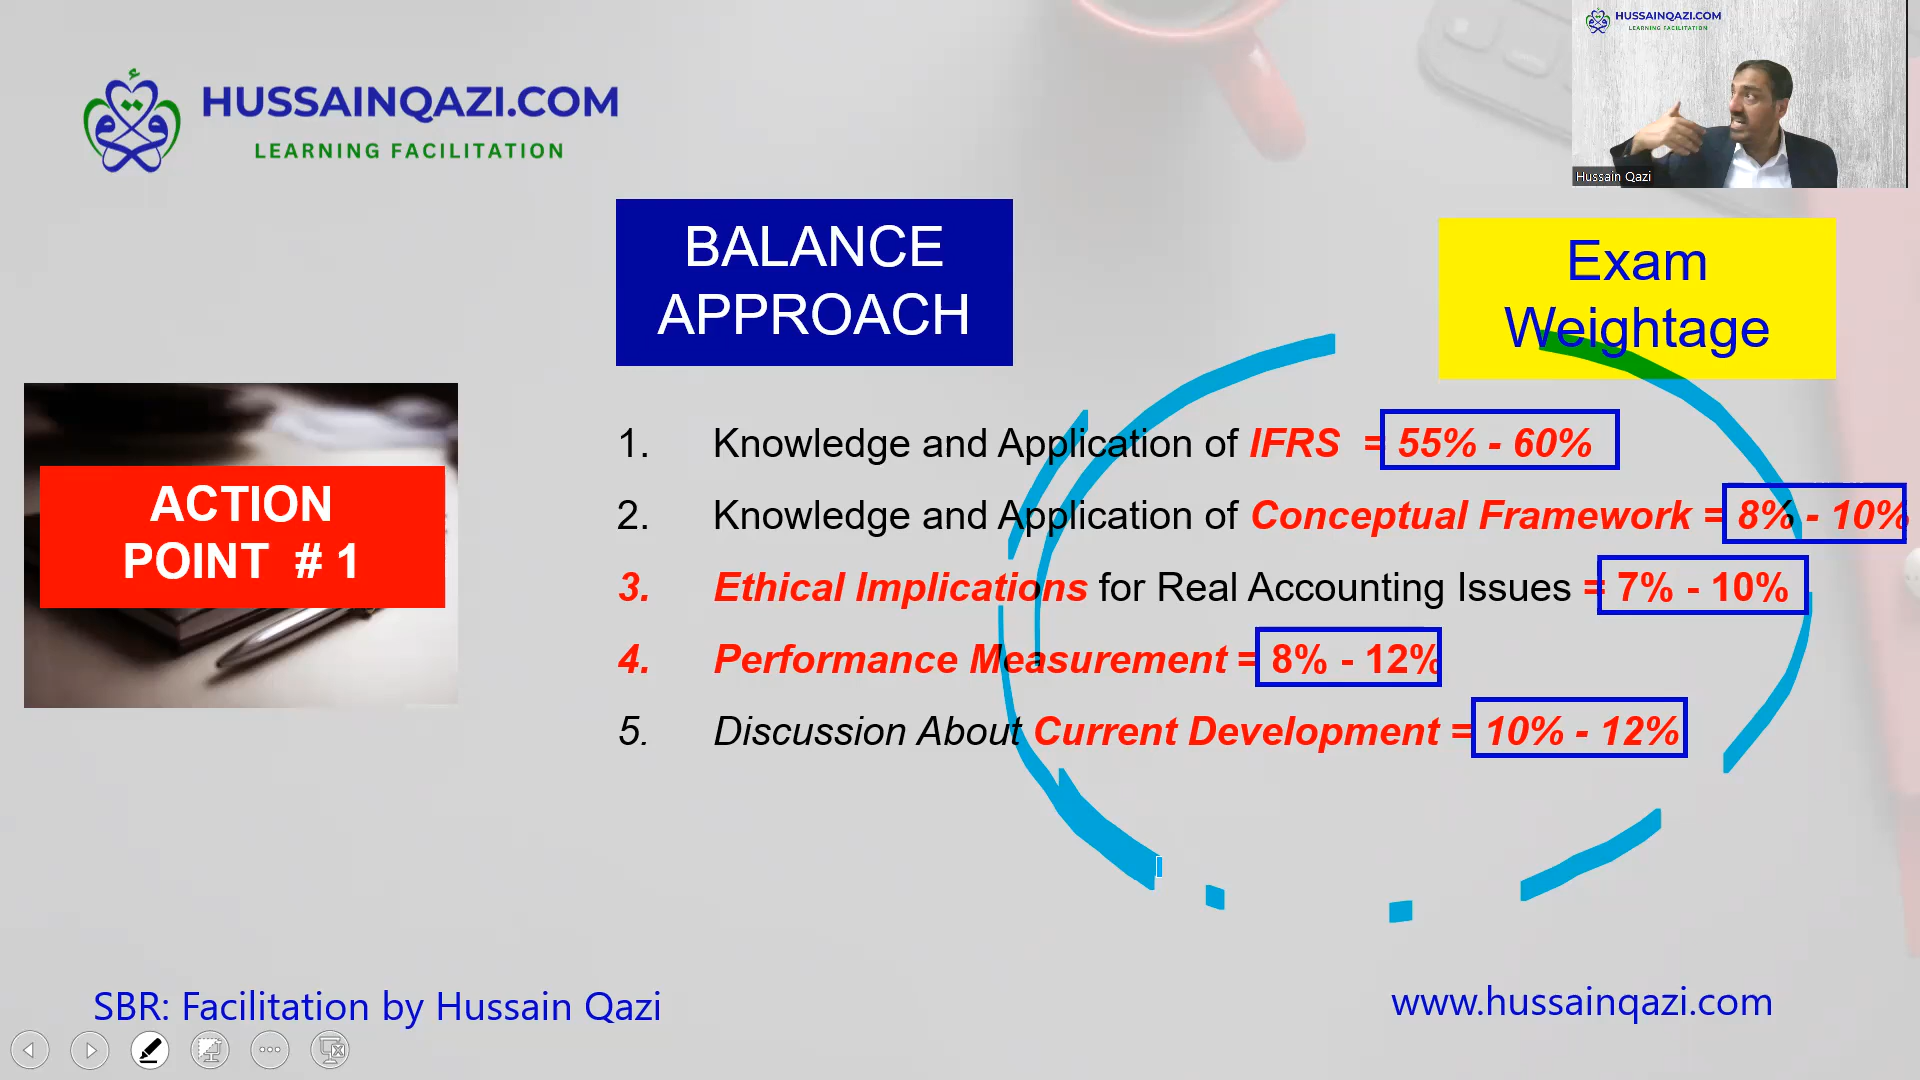 HUSSAINQAZI.COM
LEARNING FACILITATION
HUSSAINQAZI.COM
LEARNING FACILITATION
Hussain Qazi
BALANCE
APPROACH
Exam
Weightage
ACTION
POINT # 1
1. Knowledge and Application of IFRS = 55% - 60%
2. Knowledge and Application of Conceptual Framework = 8% - 10%
3. Ethical Implications for Real Accounting Issues = 7% - 10%
4. Performance Measurement = 8% - 12%
5. Discussion About Current Development = 10% - 12%
SBR: Facilitation by Hussain Qazi
www.hussainqazi.com